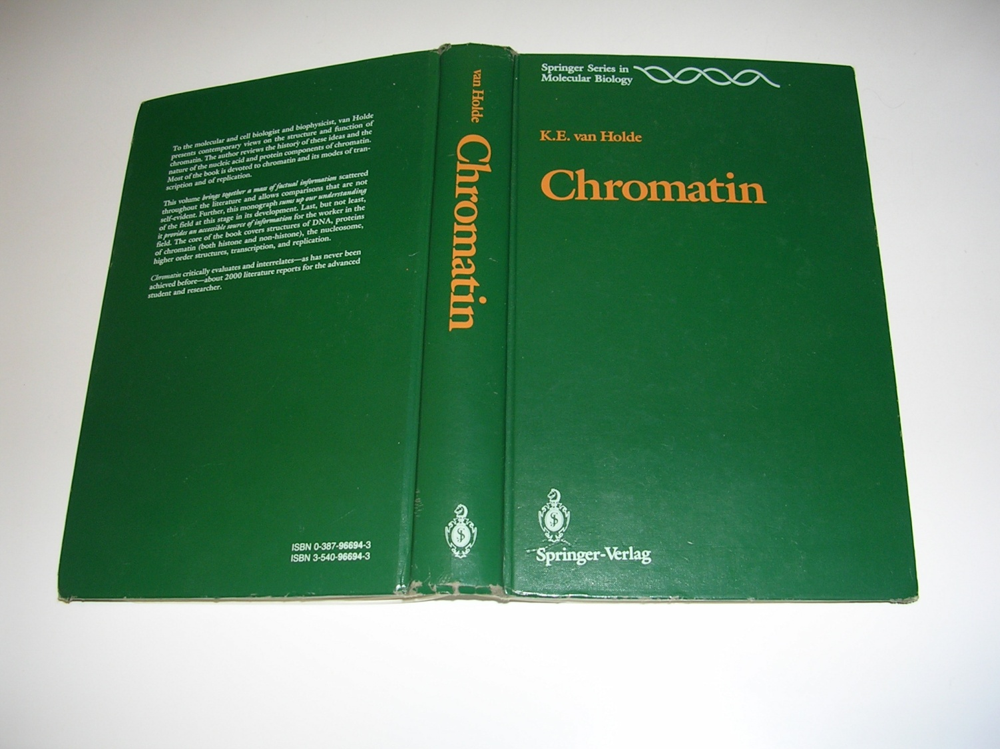 To the molecular and cell biologist and biophysicist, van Holde
presents contemporary views on the structure and function of
chromatin. The author reviews the history of these ideas and the
nature of the nucleic acid and protein components of chromatin.
Most of the book is devoted to chromatin and its modes of tran-
scription and of replication.
This volume brings together a mass of factual information scattered
throughout the literature and allows comparisons that are not
self-evident. Further, this monograph sums up our understanding
of the field at this stage in its development. Last, but not least,
it provides an accessible source of information for the worker in the
field. The core of the book covers structures of DNA, proteins
of chromatin (both histone and non-histone), the nucleosome,
higher order structures, transcription, and replication.
Chromatin critically evaluates and interrelates—as has never been
achieved before—about 2000 literature reports for the advanced
student and researcher.
ISBN 0-387-96694-3
ISBN 3-540-96694-3
van Holde
Chromatin
Springer Series in
Molecular Biology
K.E. van Holde
Chromatin
Springer-Verlag